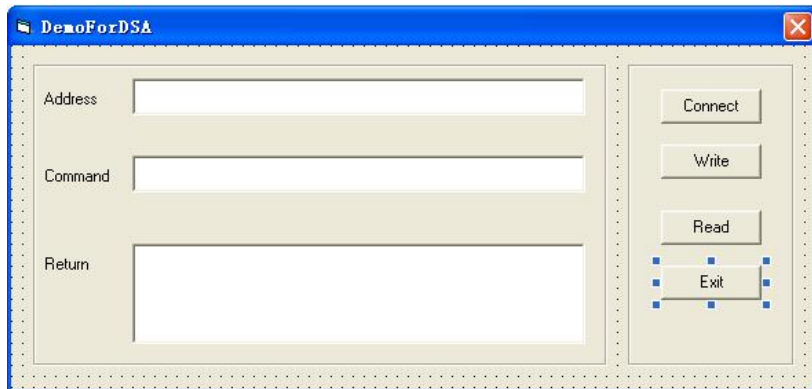 DemoForDSA
Address
Command
Return
Connect
Write
Read
Exit